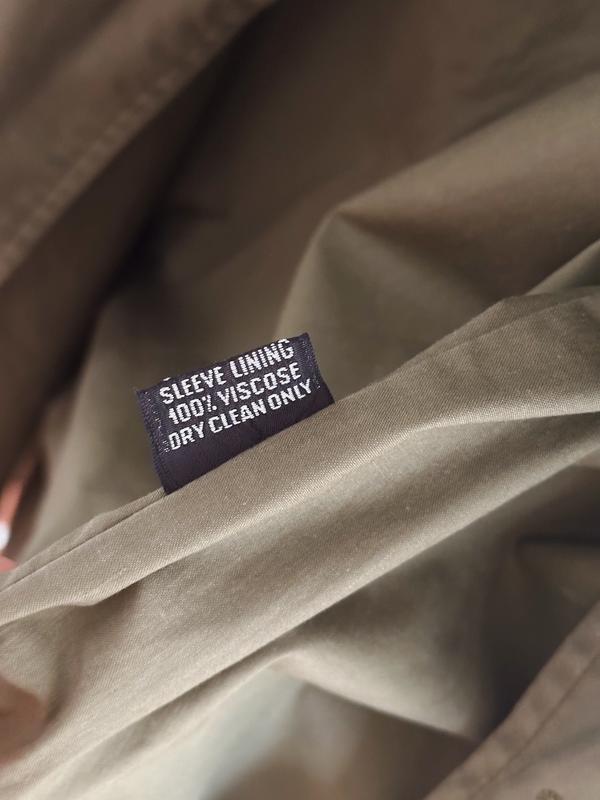 SLEEVE LINING
100% VISCOSE
DRY CLEAN ONLY